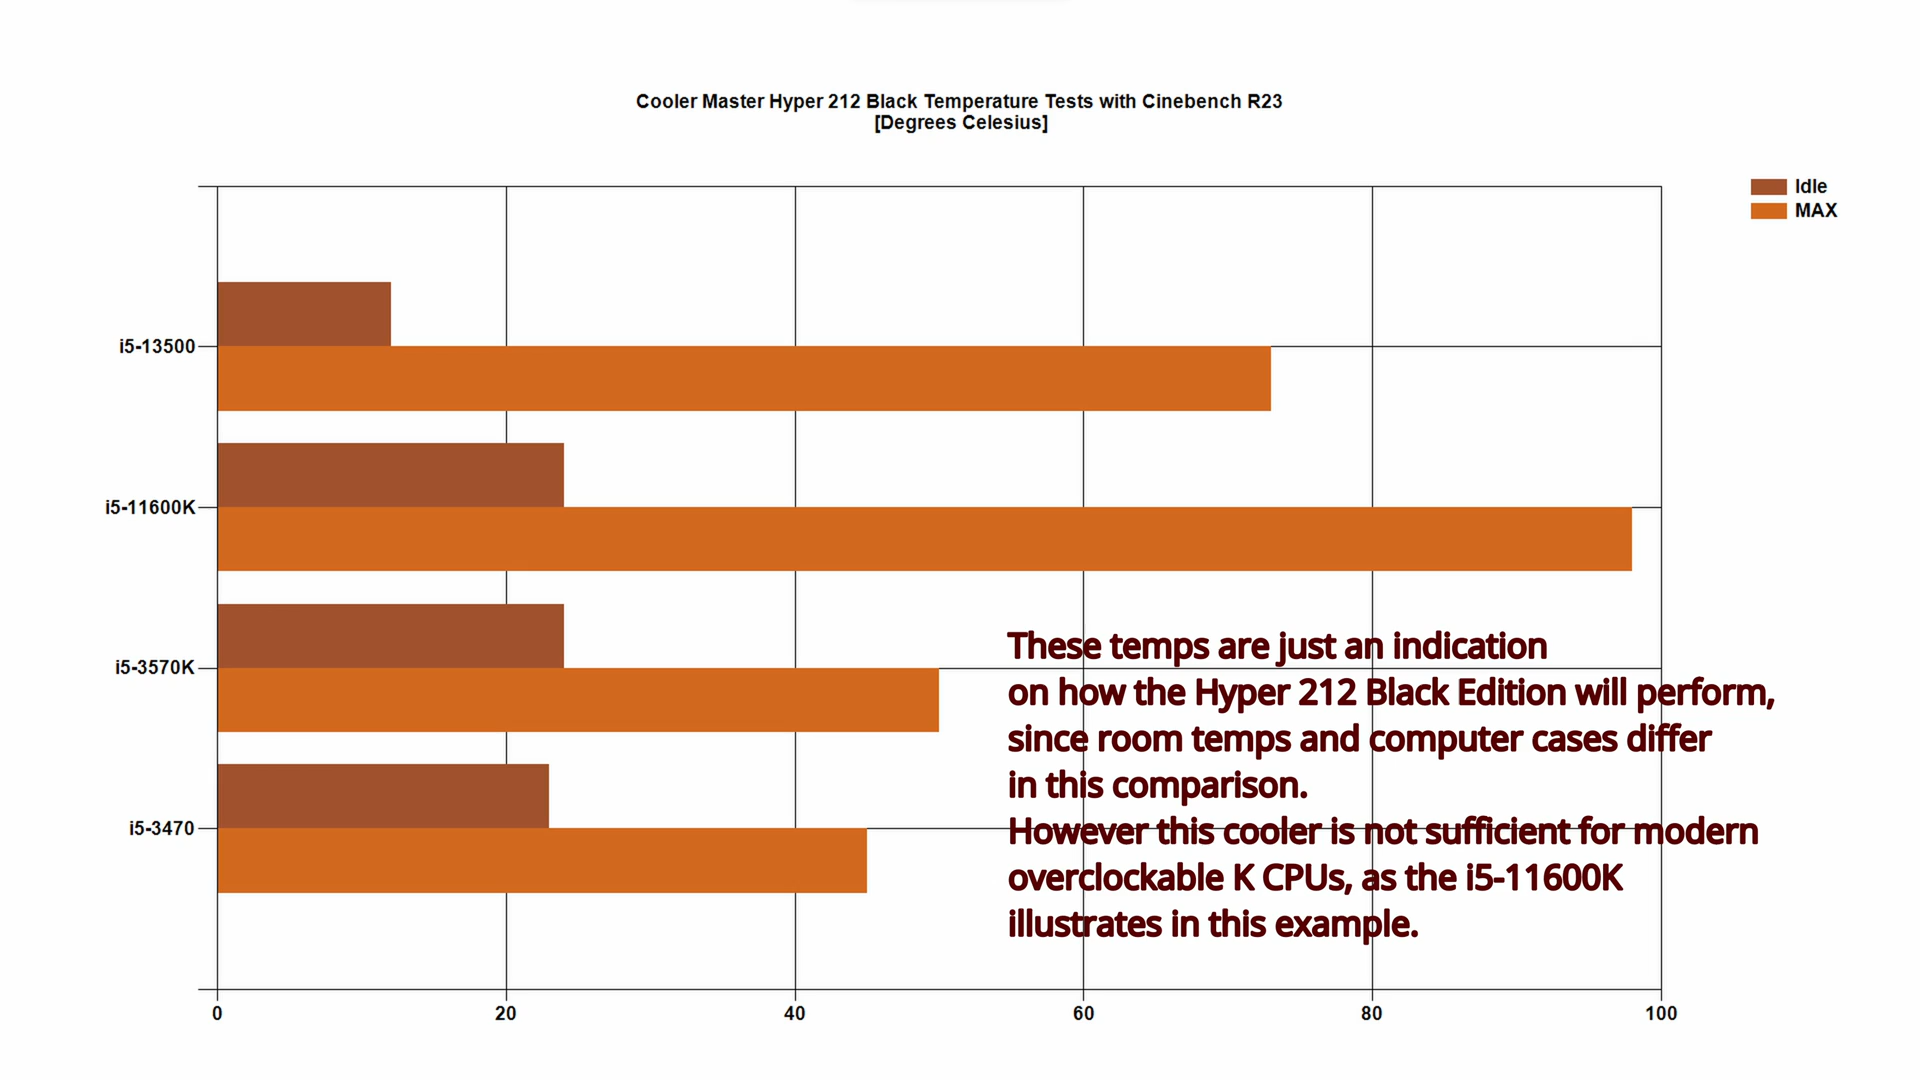 Cooler Master Hyper 212 Black Temperature Tests with Cinebench R23
[Degrees Celesius]
Idle
MAX
i5-13500
i5-11600K
i5-3570K
i5-3470
These temps are just an indication
on how the Hyper 212 Black Edition will perform,
since room temps and computer cases differ
in this comparison.
However this cooler is not sufficient for modern
overclockable K CPUs, as the i5-11600K
illustrates in this example.
0 20 40 60 80 100